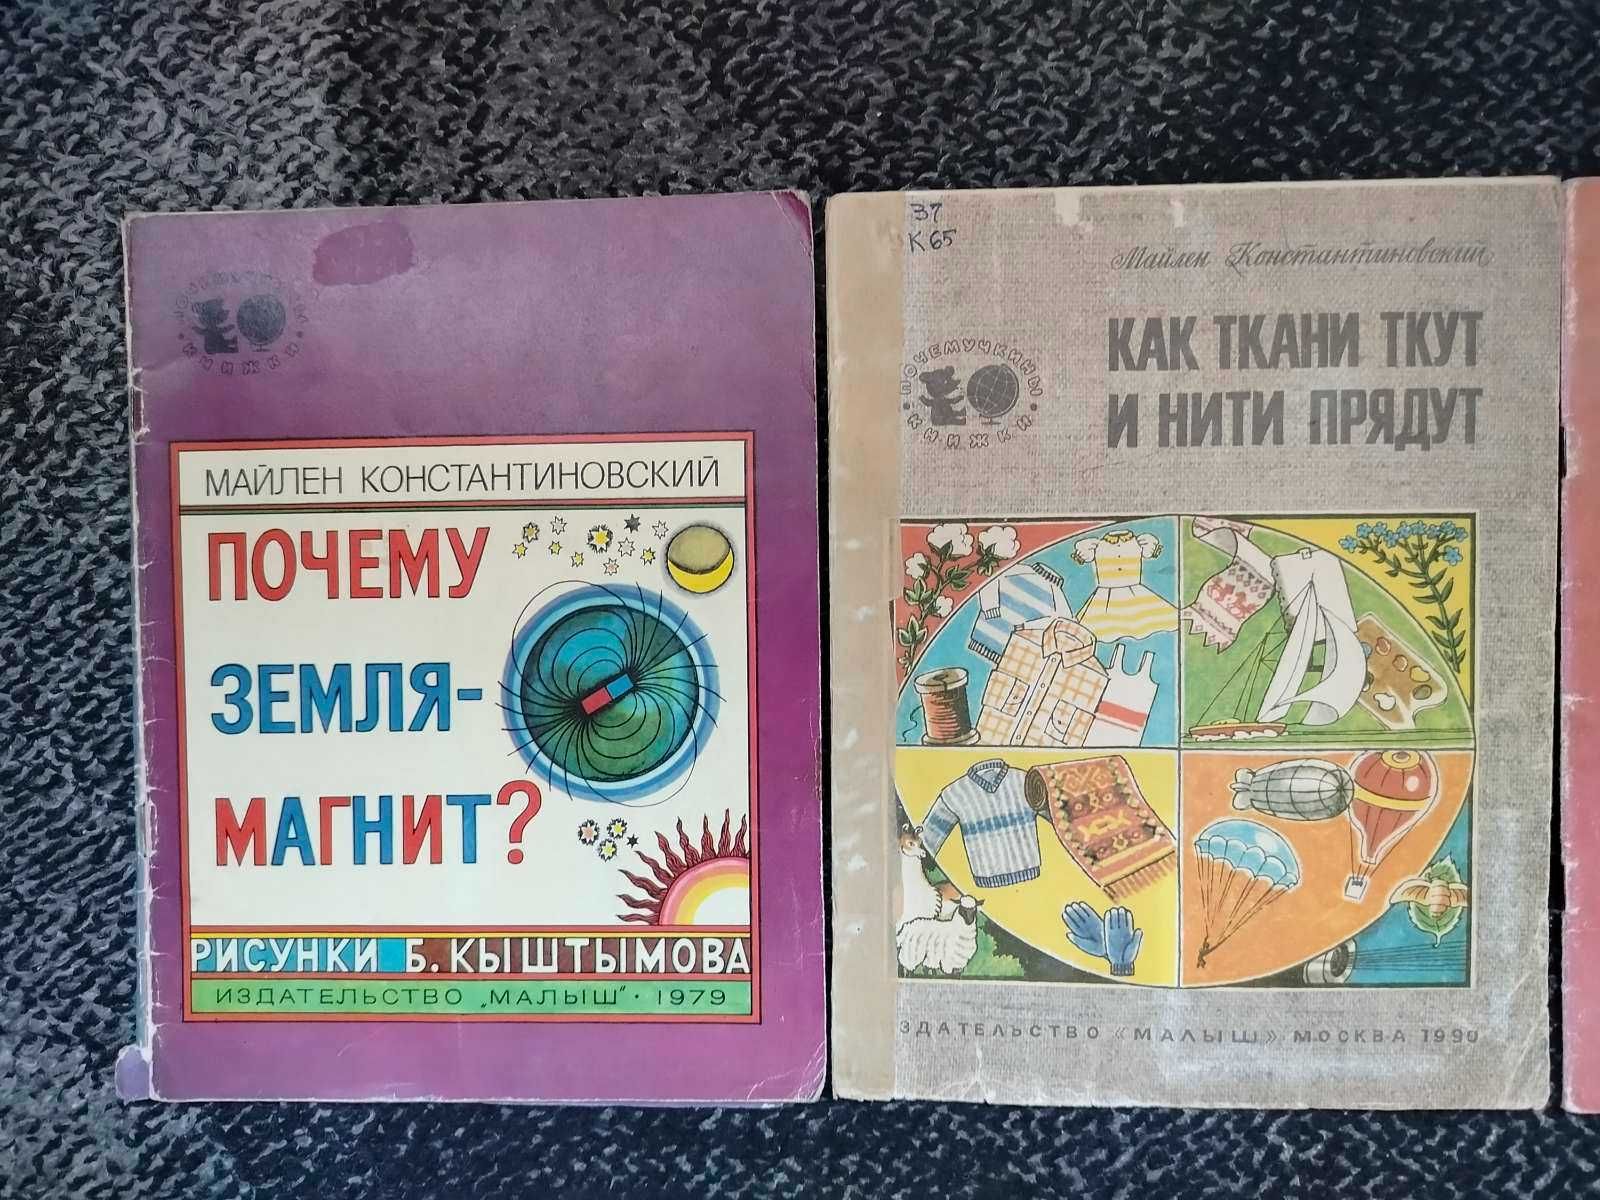 ПОЧЕМУЧКИНЫ
КНИЖКИ
МАЙЛЕН КОНСТАНТИНОВСКИЙ
ПОЧЕМУ
ЗЕМЛЯ-
МАГНИТ?
РИСУНКИ Б. КЫШТЫМОВА
ИЗДАТЕЛЬСТВО „МАЛЫШ" · 1979
37
К 65
Майлен Константиновский
КАК ТКАНИ ТКУТ
И НИТИ ПРЯДУТ
ПОЧЕМУЧКИНЫ
КНИЖКИ
ЗДАТЕЛЬСТВО «МАЛЫШ» МОСКВА 1990